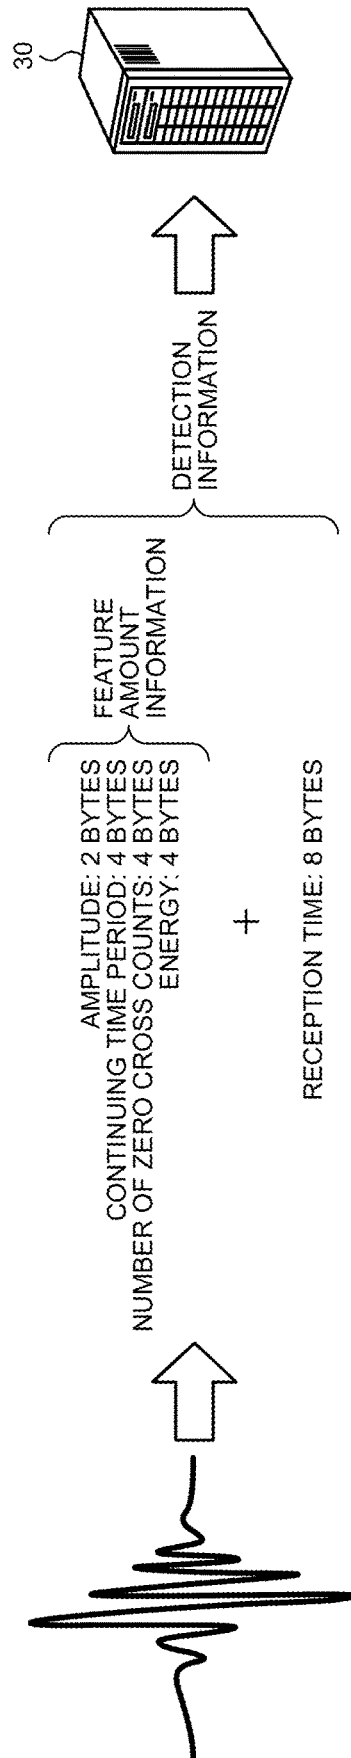 AMPLITUDE: 2 BYTES
CONTINUING TIME PERIOD: 4 BYTES
NUMBER OF ZERO CROSS COUNTS: 4 BYTES
ENERGY: 4 BYTES
FEATURE
AMOUNT
INFORMATION
+
RECEPTION TIME: 8 BYTES
DETECTION
INFORMATION
30